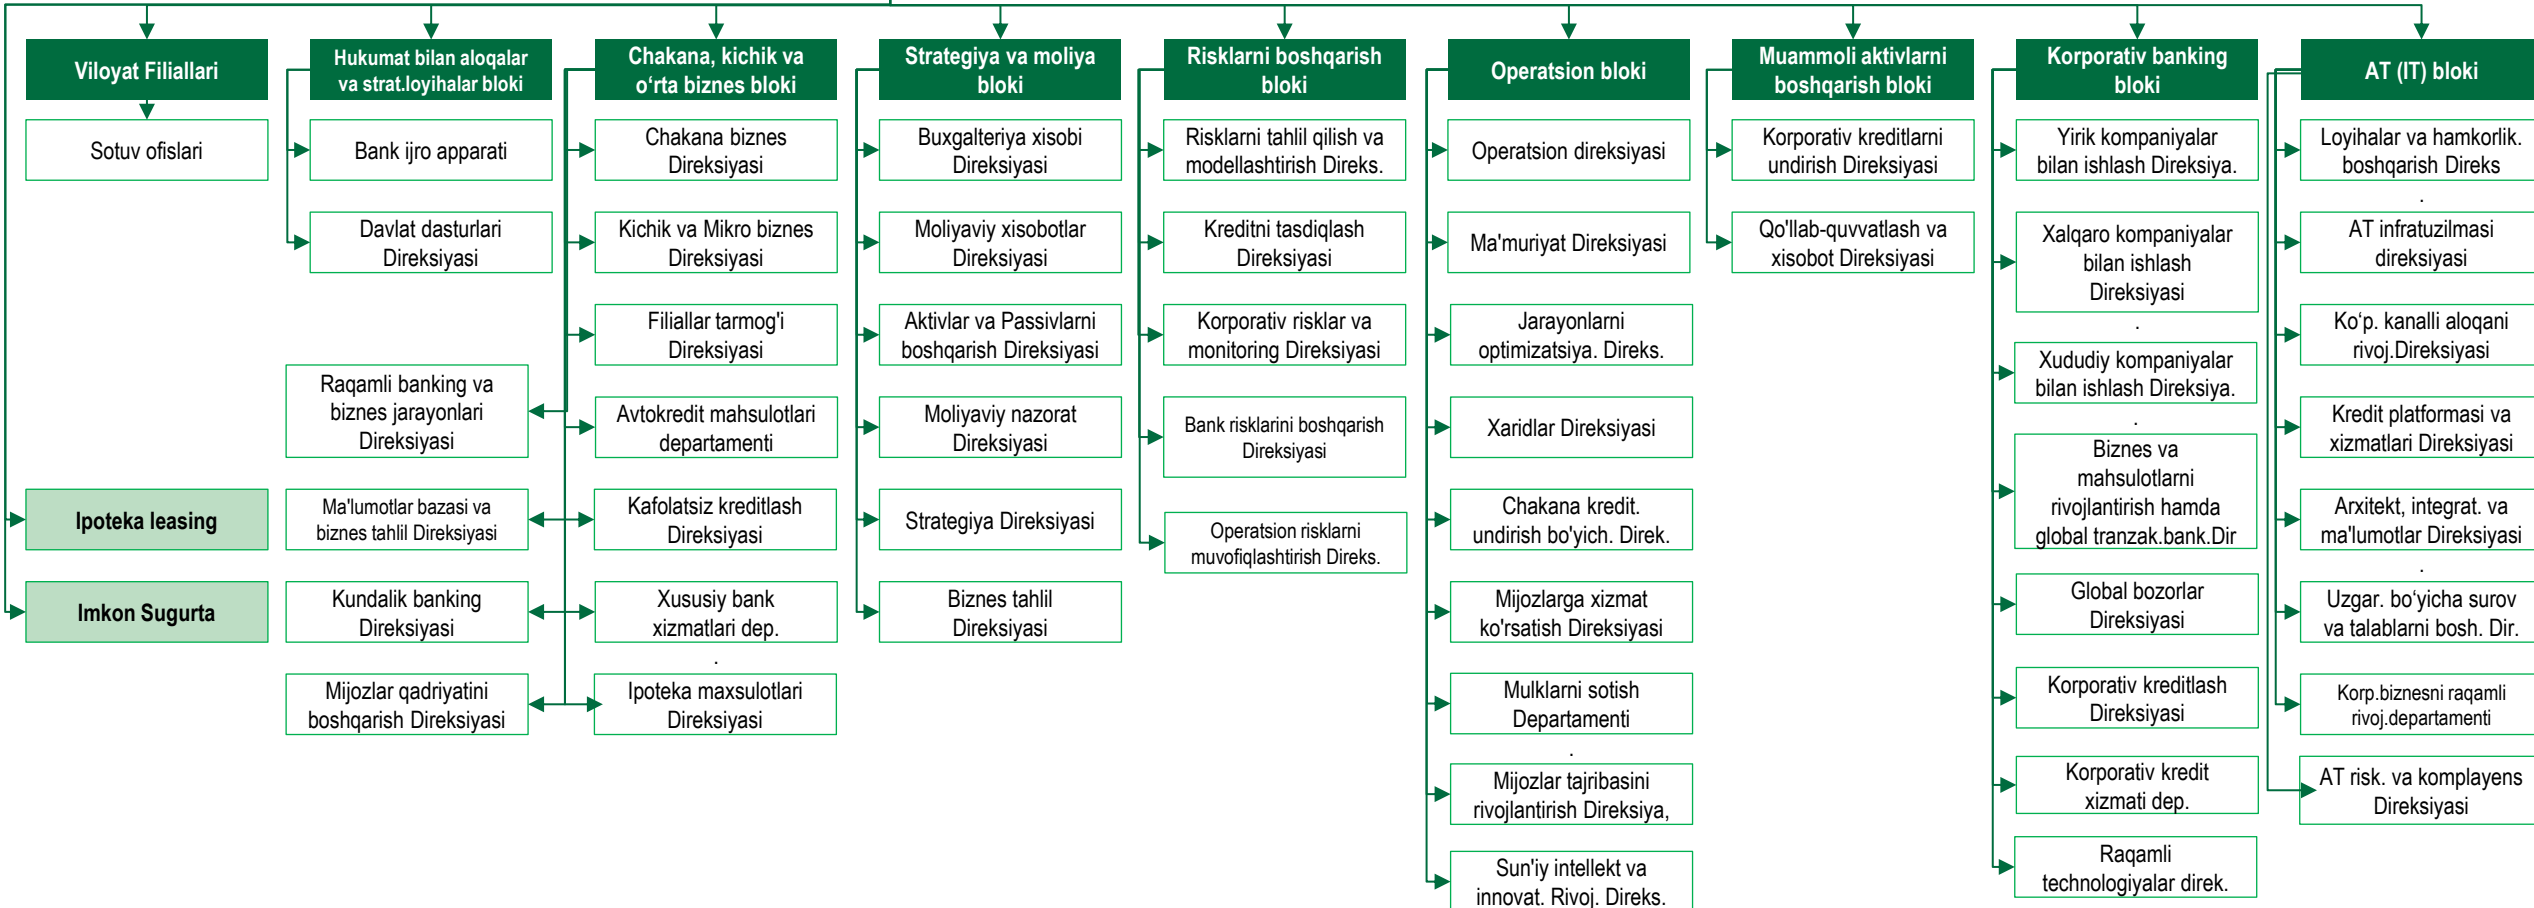 Viloyat Filiallari
Sotuv ofislari
Ipoteka leasing
Imkon Sugurta
Hukumat bilan aloqalar
va strat.loyihalar bloki
Bank ijro apparati
Davlat dasturlari
Direksiyasi
Raqamli banking va
biznes jarayonlari
Direksiyasi
Ma'lumotlar bazasi va
biznes tahlil Direksiyasi
Kundalik banking
Direksiyasi
Mijozlar qadriyatini
boshqarish Direksiyasi
Chakana, kichik va
o‘rta biznes bloki
Chakana biznes
Direksiyasi
Kichik va Mikro biznes
Direksiyasi
Filiallar tarmog'i
Direksiyasi
Avtokredit mahsulotlari
departamenti
Kafolatsiz kreditlash
Direksiyasi
Xususiy bank
xizmatlari dep.
.
Ipoteka maxsulotlari
Direksiyasi
Strategiya va moliya
bloki
Buxgalteriya xisobi
Direksiyasi
Moliyaviy xisobotlar
Direksiyasi
Aktivlar va Passivlarni
boshqarish Direksiyasi
Moliyaviy nazorat
Direksiyasi
Strategiya Direksiyasi
Biznes tahlil
Direksiyasi
Risklarni boshqarish
bloki
Risklarni tahlil qilish va
modellashtirish Direks.
Kreditni tasdiqlash
Direksiyasi
Korporativ risklar va
monitoring Direksiyasi
Bank risklarini boshqarish
Direksiyasi
Operatsion risklarni
muvofiqlashtirish Direks.
Operatsion bloki
Operatsion direksiyasi
Ma'muriyat Direksiyasi
Jarayonlarni
optimizatsiya. Direks.
Xaridlar Direksiyasi
Chakana kredit.
undirish bo'yich. Direk.
Mijozlarga xizmat
ko'rsatish Direksiyasi
Mulklarni sotish
Departamenti
.
Mijozlar tajribasini
rivojlantirish Direksiya,
Sun'iy intellekt va
innovat. Rivoj. Direks.
Muammoli aktivlarni
boshqarish bloki
Korporativ kreditlarni
undirish Direksiyasi
Qo'llab-quvvatlash va
xisobot Direksiyasi
Korporativ banking
bloki
Yirik kompaniyalar
bilan ishlash Direksiya.
Xalqaro kompaniyalar
bilan ishlash
Direksiyasi
.
Xududiy kompaniyalar
bilan ishlash Direksiya.
.
Biznes va
mahsulotlarni
rivojlantirish hamda
global tranzak.bank.Dir
Global bozorlar
Direksiyasi
Korporativ kreditlash
Direksiyasi
Korporativ kredit
xizmati dep.
Raqamli
technologiyalar direk.
AT (IT) bloki
Loyihalar va hamkorlik.
boshqarish Direks
.
AT infratuzilmasi
direksiyasi
Ko‘p. kanalli aloqani
rivoj.Direksiyasi
Kredit platformasi va
xizmatlari Direksiyasi
Arxitekt, integrat. va
ma'lumotlar Direksiyasi
.
Uzgar. bo‘yicha surov
va talablarni bosh. Dir.
Korp.biznesni raqamli
rivoj.departamenti
AT risk. va komplayens
Direksiyasi